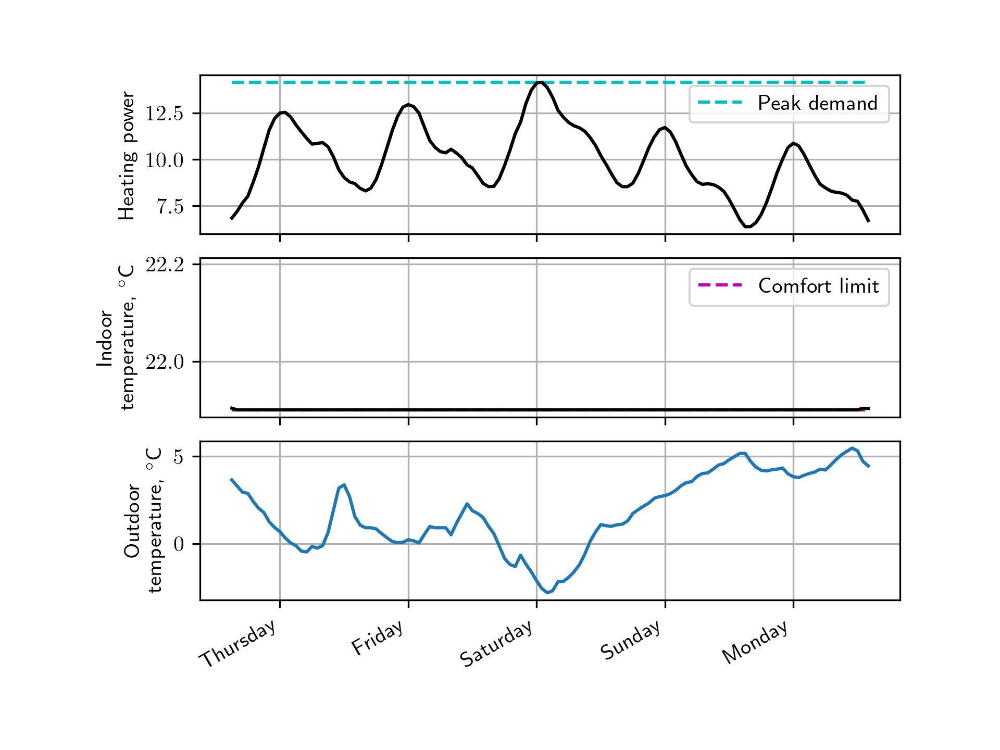 Heating power
12.5
10.0
7.5
Peak demand
Indoor
temperature, °C
22.2
22.0
Comfort limit
Outdoor
temperature, °C
5
0
Thursday
Friday
Saturday
Sunday
Monday